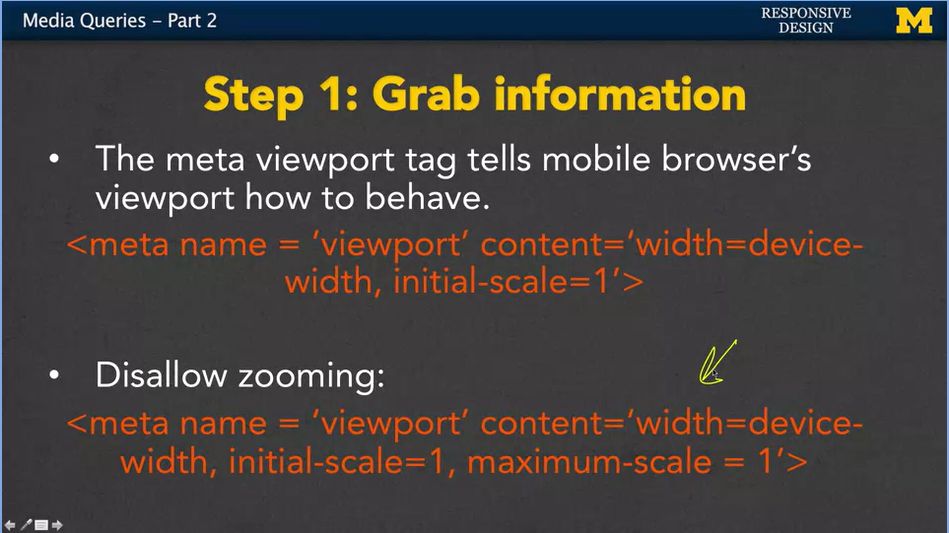 Media Queries – Part 2
RESPONSIVE
DESIGN
M
Step 1: Grab information
• The meta viewport tag tells mobile browser’s
viewport how to behave.
<meta name = ‘viewport’ content=‘width=device-
width, initial-scale=1’>
• Disallow zooming:
<meta name = ‘viewport’ content=‘width=device-
width, initial-scale=1, maximum-scale = 1’>